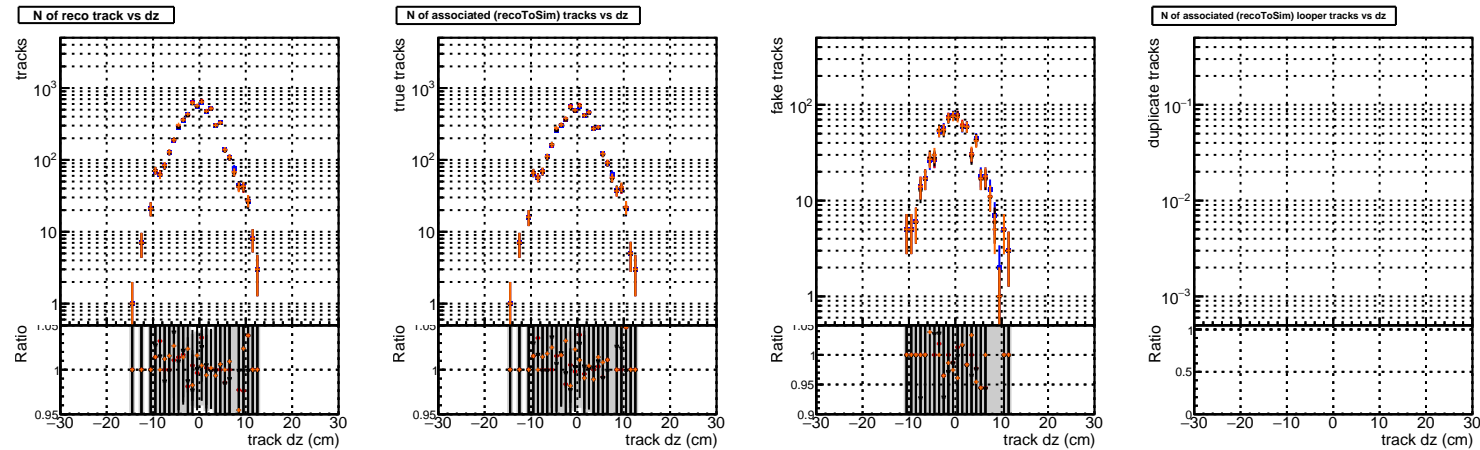 N of reco track vs dz
tracks
10³
10²
10
1
Ratio
1.05
1
0.95
−30 −20 −10 0 10 20 30
track dz (cm)
N of associated (recoToSim) tracks vs dz
true tracks
10³
10²
10
1
Ratio
1.05
1
0.95
−30 −20 −10 0 10 20 30
track dz (cm)
fake tracks
10²
10
1
Ratio
1
0.95
0.9
−30 −20 −10 0 10 20 30
track dz (cm)
N of associated (recoToSim) looper tracks vs dz
duplicate tracks
10⁻¹
10⁻²
10⁻³
Ratio
1
0.5
0
−30 −20 −10 0 10 20 30
track dz (cm)